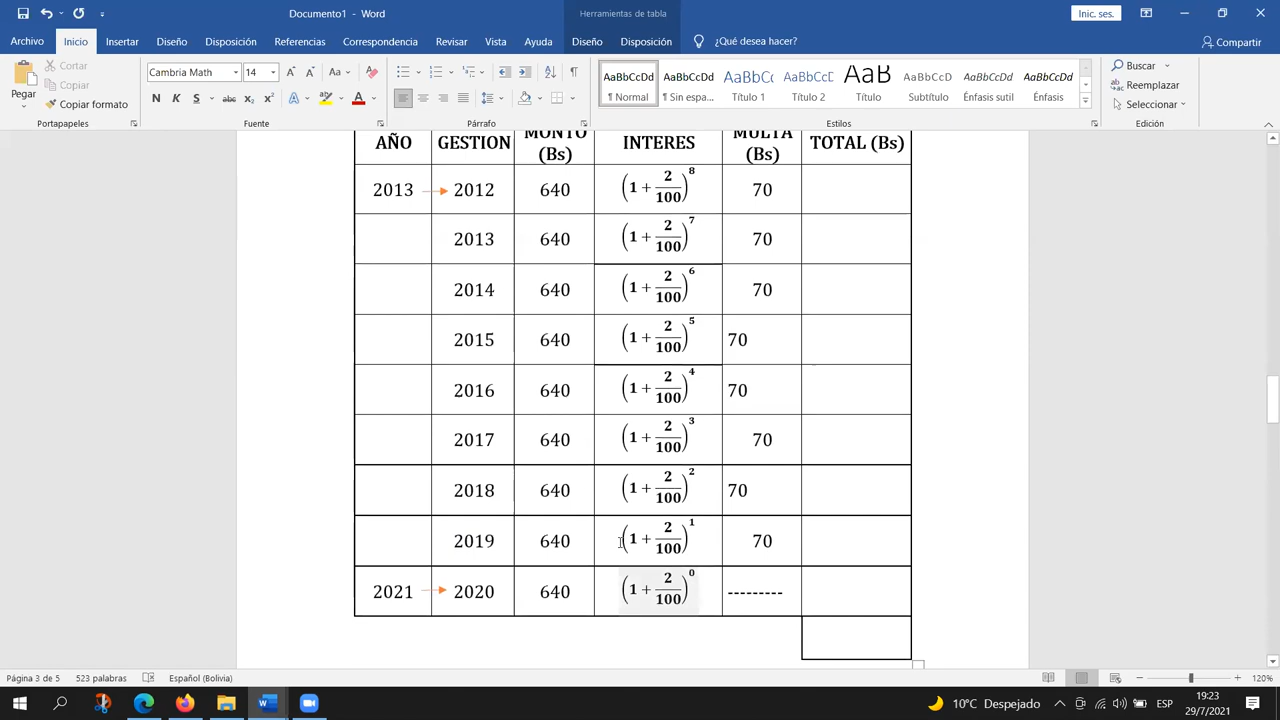 Documento1 - Word
Herramientas de tabla
Inic. ses.
Archivo Inicio Insertar Diseño Disposición Referencias Correspondencia Revisar Vista Ayuda Diseño Disposición ¿Qué desea hacer? Compartir
Pegar
Cortar
Copiar
Copiar formato
Portapapeles
Cambria Math 14
Aa
N K S abc x₂ x²
Fuente
Párrafo
AaBbCcDd AaBbCcDd AaBbCc AaBbCcD AaB AaBbCcD AaBbCcDd AaBbCcDd
¶ Normal ¶ Sin espa... Título 1 Título 2 Título Subtítulo Énfasis sutil Énfasis
Estilos
Buscar
Reemplazar
Seleccionar
Edición
AÑO GESTION MONTO (Bs) INTERES MULTA (Bs) TOTAL (Bs)
2013 → 2012 640 (1 + 2/100)^8 70
2013 640 (1 + 2/100)^7 70
2014 640 (1 + 2/100)^6 70
2015 640 (1 + 2/100)^5 70
2016 640 (1 + 2/100)^4 70
2017 640 (1 + 2/100)^3 70
2018 640 (1 + 2/100)^2 70
2019 640 (1 + 2/100)^1 70
2021 → 2020 640 (1 + 2/100)^0 ---------
Página 3 de 5 523 palabras Español (Bolivia) 120%
10°C Despejado ESP 19:23
29/7/2021